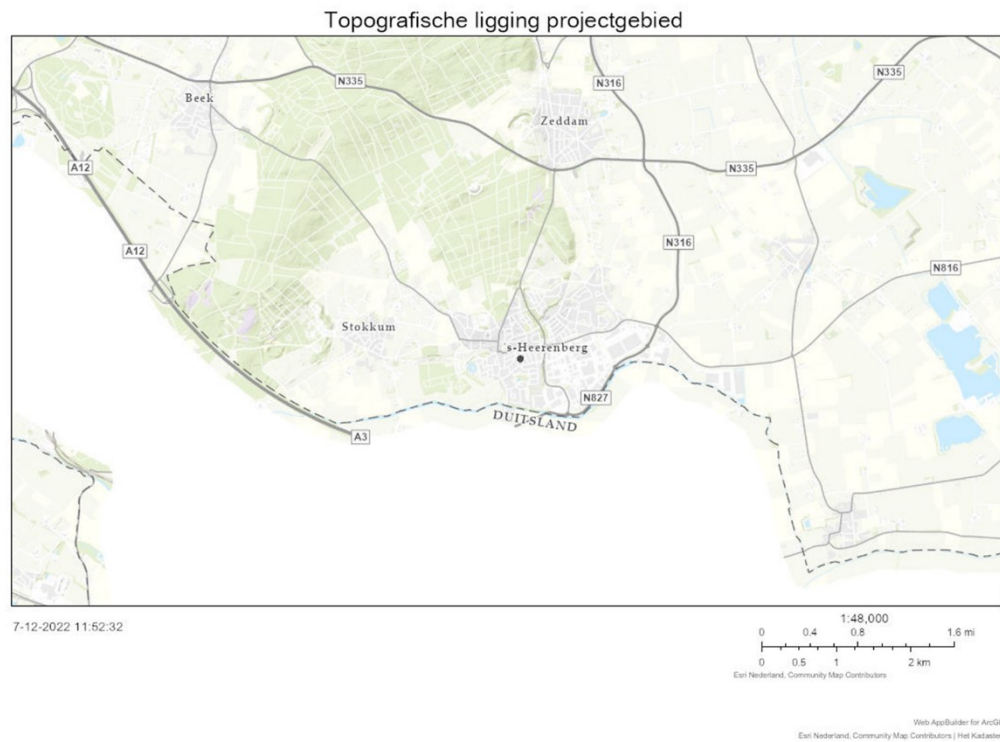 Topografische ligging projectgebied
N335
N316
N335
Beek
Zeddam
A12
N335
A12
N316
N816
Stokkum
's-Heerenberg
N827
DUITSLAND
A3
7-12-2022 11:52:32
1:48,000
0 0.4 0.8 1.6 mi
0 0.5 1 2 km
Esri Nederland, Community Map Contributors
Web AppBuilder for ArcGI
Esri Nederland, Community Map Contributors | Het Kadaste